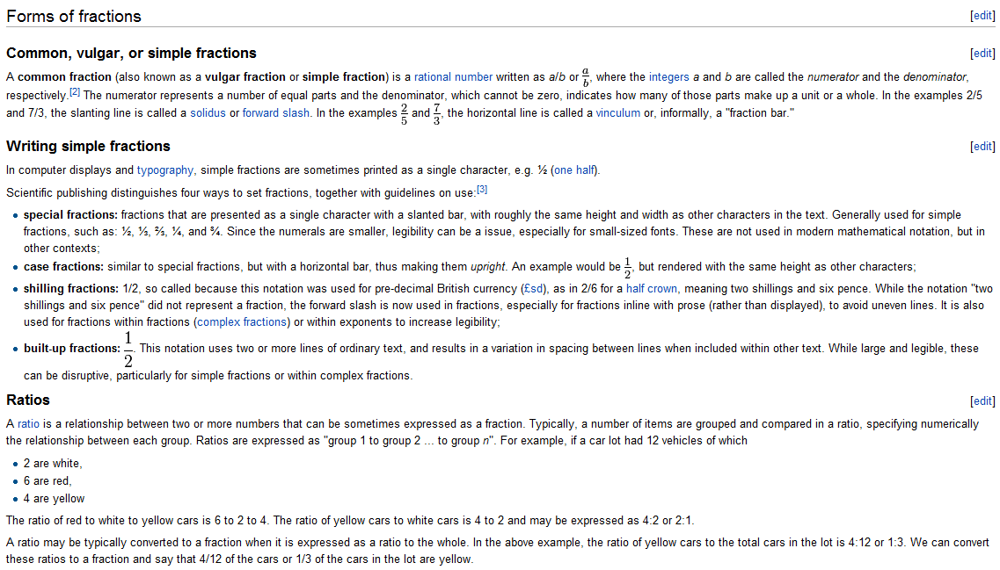 Forms of fractions [edit]
Common, vulgar, or simple fractions [edit]
A common fraction (also known as a vulgar fraction or simple fraction) is a rational number written as a/b or a/b, where the integers a and b are called the numerator and the denominator,
respectively.[2] The numerator represents a number of equal parts and the denominator, which cannot be zero, indicates how many of those parts make up a unit or a whole. In the examples 2/5
and 7/3, the slanting line is called a solidus or forward slash. In the examples 2/5 and 7/3, the horizontal line is called a vinculum or, informally, a "fraction bar."
Writing simple fractions [edit]
In computer displays and typography, simple fractions are sometimes printed as a single character, e.g. ½ (one half).
Scientific publishing distinguishes four ways to set fractions, together with guidelines on use:[3]
• special fractions: fractions that are presented as a single character with a slanted bar, with roughly the same height and width as other characters in the text. Generally used for simple
fractions, such as: ½, ⅓, ⅔, ¼, and ¾. Since the numerals are smaller, legibility can be a issue, especially for small-sized fonts. These are not used in modern mathematical notation, but in
other contexts;
• case fractions: similar to special fractions, but with a horizontal bar, thus making them upright. An example would be 1/2, but rendered with the same height as other characters;
• shilling fractions: 1/2, so called because this notation was used for pre-decimal British currency (£sd), as in 2/6 for a half crown, meaning two shillings and six pence. While the notation "two
shillings and six pence" did not represent a fraction, the forward slash is now used in fractions, especially for fractions inline with prose (rather than displayed), to avoid uneven lines. It is also
used for fractions within fractions (complex fractions) or within exponents to increase legibility;
• built-up fractions: 1/2. This notation uses two or more lines of ordinary text, and results in a variation in spacing between lines when included within other text. While large and legible, these
can be disruptive, particularly for simple fractions or within complex fractions.
Ratios [edit]
A ratio is a relationship between two or more numbers that can be sometimes expressed as a fraction. Typically, a number of items are grouped and compared in a ratio, specifying numerically
the relationship between each group. Ratios are expressed as "group 1 to group 2 ... to group n". For example, if a car lot had 12 vehicles of which
• 2 are white,
• 6 are red,
• 4 are yellow
The ratio of red to white to yellow cars is 6 to 2 to 4. The ratio of yellow cars to white cars is 4 to 2 and may be expressed as 4:2 or 2:1.
A ratio may be typically converted to a fraction when it is expressed as a ratio to the whole. In the above example, the ratio of yellow cars to the total cars in the lot is 4:12 or 1:3. We can convert
these ratios to a fraction and say that 4/12 of the cars or 1/3 of the cars in the lot are yellow.